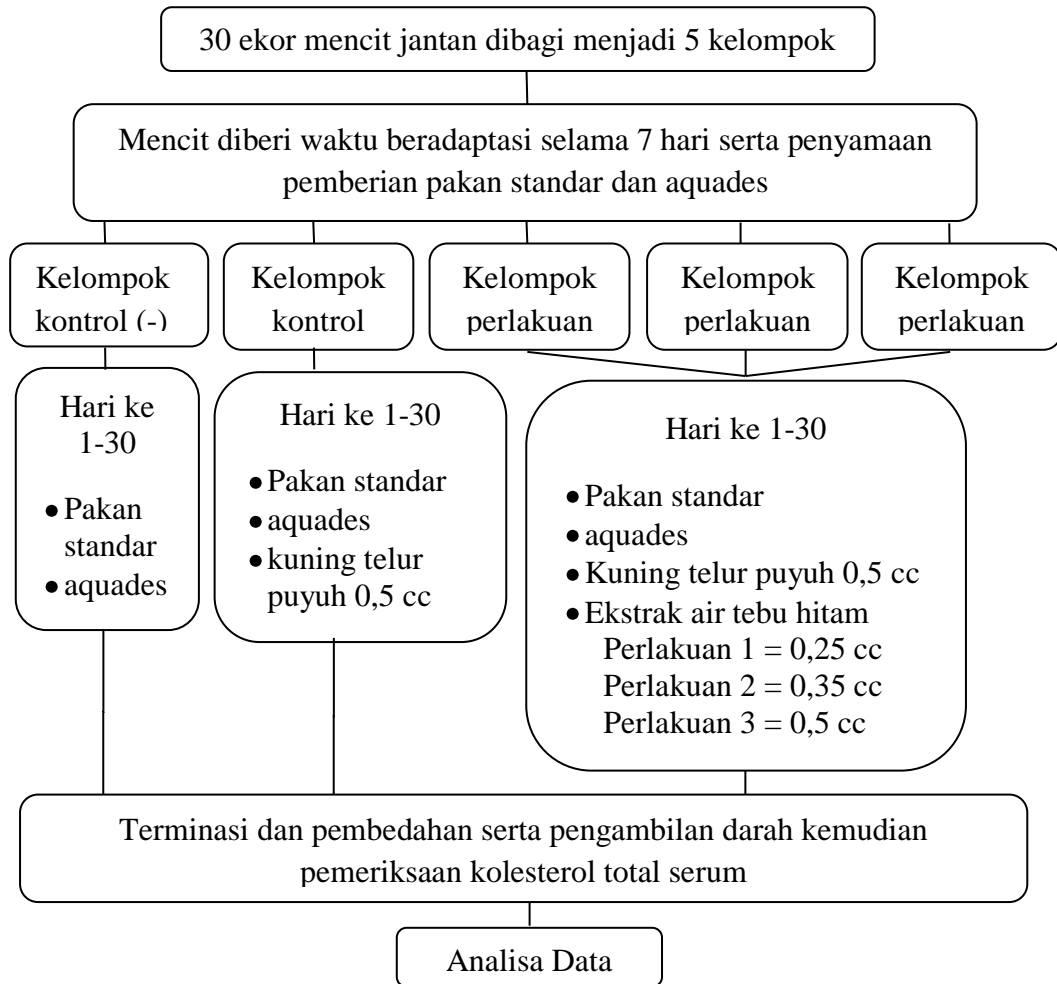 30 ekor mencit jantan dibagi menjadi 5 kelompok
Mencit diberi waktu beradaptasi selama 7 hari serta penyamaan
pemberian pakan standar dan aquades
Kelompok
kontrol (-)
Kelompok
kontrol
Kelompok
perlakuan
Kelompok
perlakuan
Kelompok
perlakuan
Hari ke
1-30
• Pakan
standar
• aquades
Hari ke 1-30
• Pakan standar
• aquades
• kuning telur
puyuh 0,5 cc
Hari ke 1-30
• Pakan standar
• aquades
• Kuning telur puyuh 0,5 cc
• Ekstrak air tebu hitam
Perlakuan 1 = 0,25 cc
Perlakuan 2 = 0,35 cc
Perlakuan 3 = 0,5 cc
Terminasi dan pembedahan serta pengambilan darah kemudian
pemeriksaan kolesterol total serum
Analisa Data